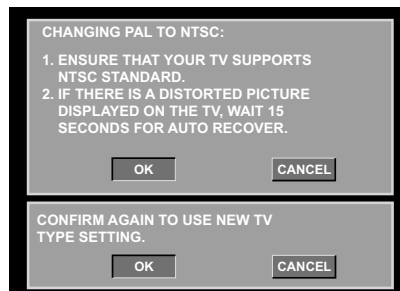 CHANGING PAL TO NTSC:
1. ENSURE THAT YOUR TV SUPPORTS
NTSC STANDARD.
2. IF THERE IS A DISTORTED PICTURE
DISPLAYED ON THE TV, WAIT 15
SECONDS FOR AUTO RECOVER.
OK CANCEL
CONFIRM AGAIN TO USE NEW TV
TYPE SETTING.
OK CANCEL